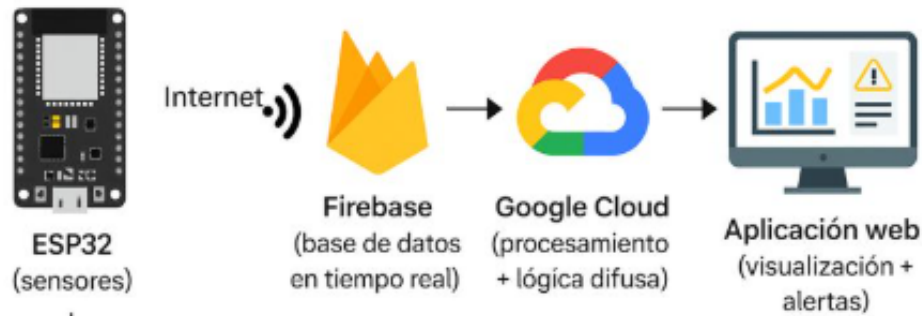 Internet
ESP32
(sensores)
Firebase
(base de datos
en tiempo real)
Google Cloud
(procesamiento
+ lógica difusa)
Aplicación web
(visualización +
alertas)